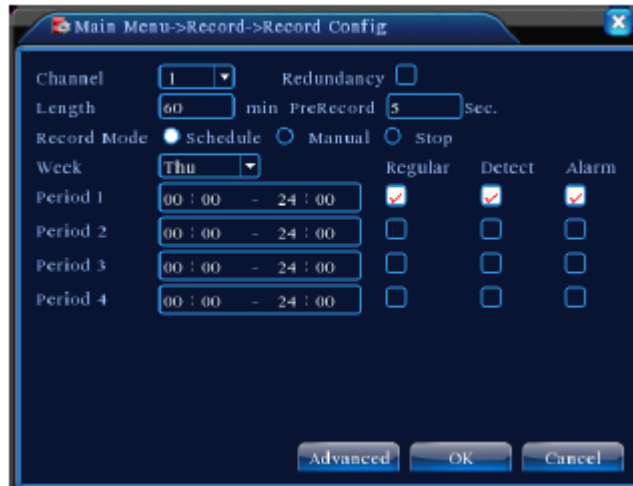 Main Menu->Record->Record Config
Channel 1 Redundancy
Length 60 min PreRecord 5 Sec.
Record Mode Schedule Manual Stop
Week Thu Regular Detect Alarm
Period 1 00 : 00 - 24 : 00
Period 2 00 : 00 - 24 : 00
Period 3 00 : 00 - 24 : 00
Period 4 00 : 00 - 24 : 00
Advanced OK Cancel